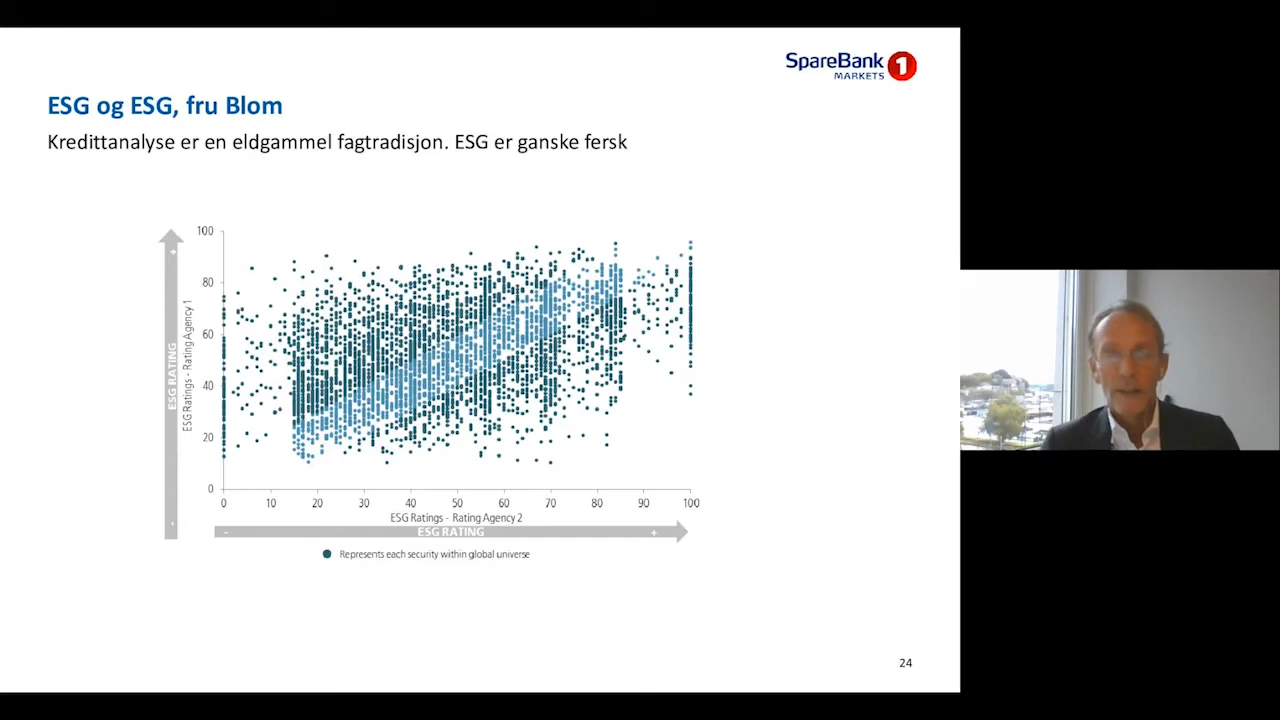 SpareBank 1
MARKETS
ESG og ESG, fru Blom
Kredittanalyse er en eldgammel fagtradisjon. ESG er ganske fersk
+
ESG RATING
-
ESG Ratings - Rating Agency 1
100
80
60
40
20
0
0 10 20 30 40 50 60 70 80 90 100
ESG Ratings - Rating Agency 2
- ESG RATING +
Represents each security within global universe
24